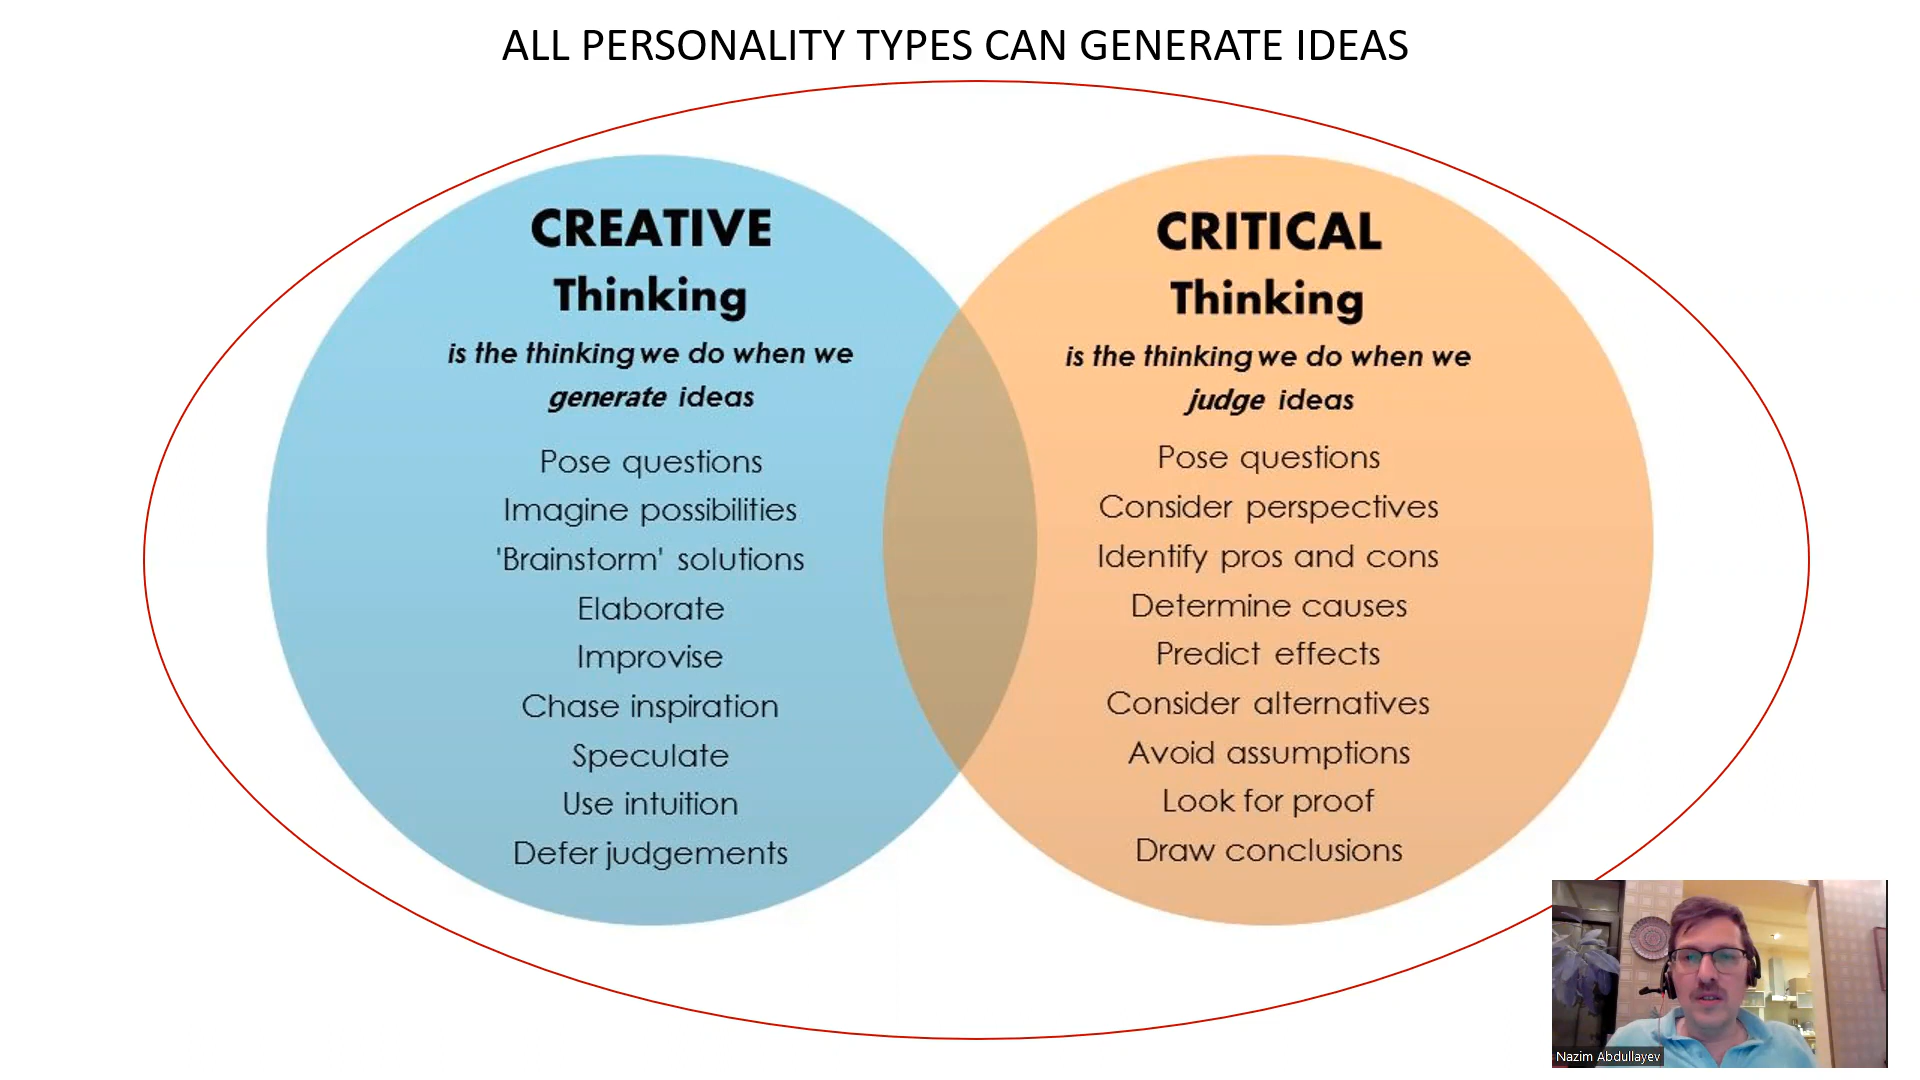 ALL PERSONALITY TYPES CAN GENERATE IDEAS
CREATIVE
Thinking
is the thinking we do when we
generate ideas
Pose questions
Imagine possibilities
'Brainstorm' solutions
Elaborate
Improvise
Chase inspiration
Speculate
Use intuition
Defer judgements
CRITICAL
Thinking
is the thinking we do when we
judge ideas
Pose questions
Consider perspectives
Identify pros and cons
Determine causes
Predict effects
Consider alternatives
Avoid assumptions
Look for proof
Draw conclusions
Nazim Abdullayev